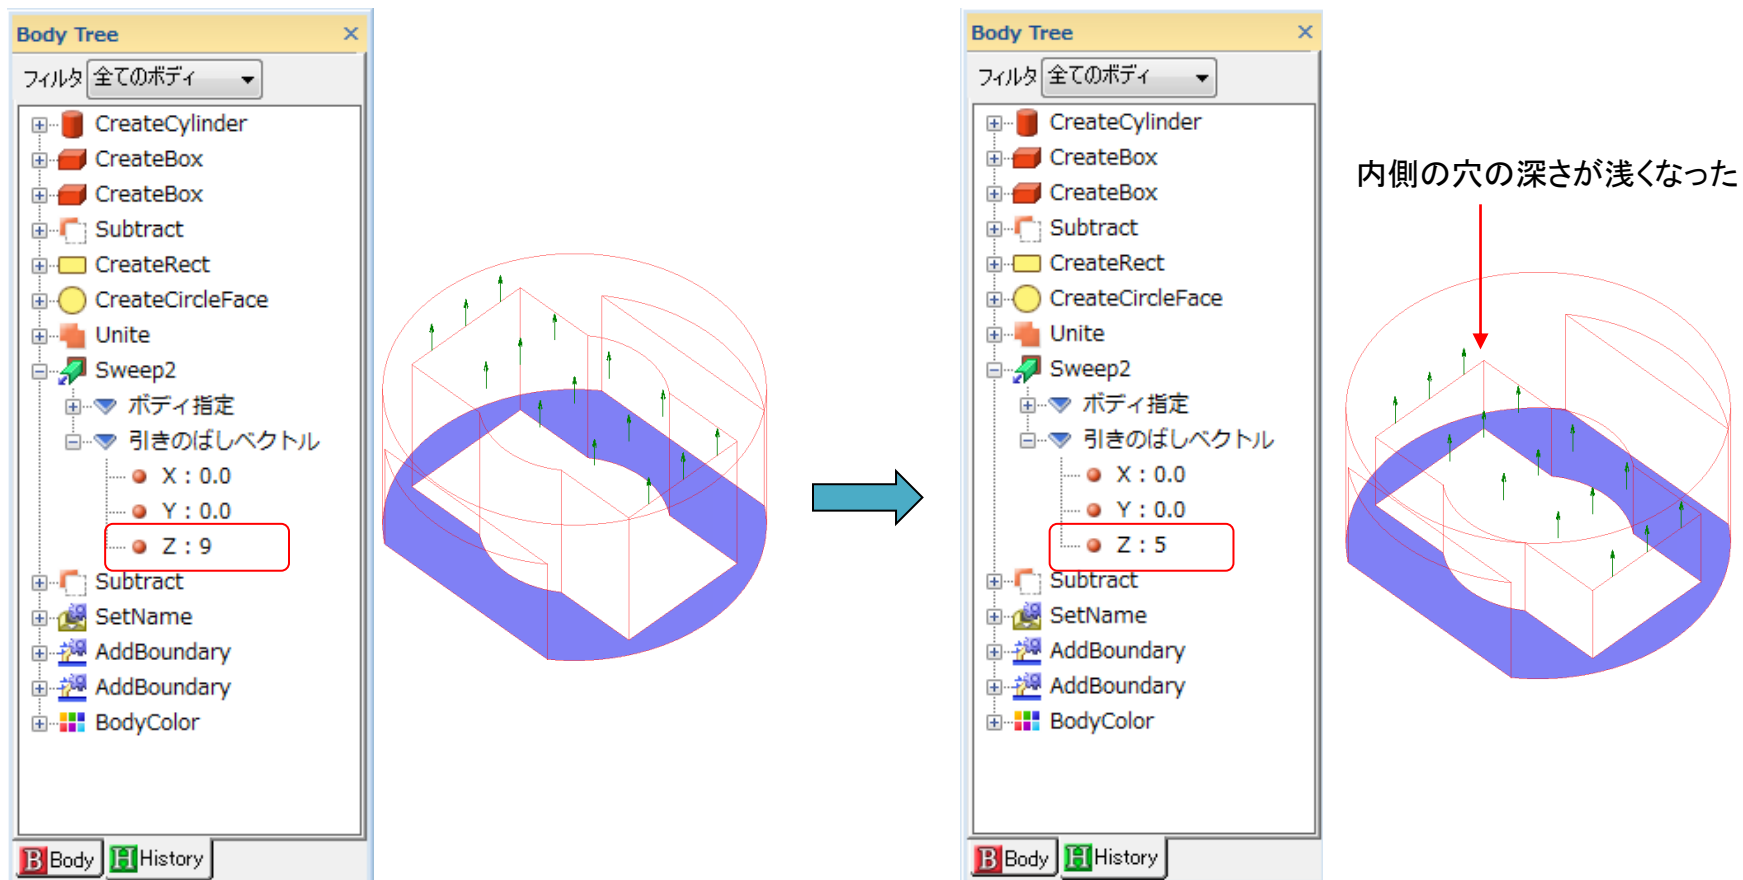 Body Tree
フィルタ 全てのボディ
CreateCylinder
CreateBox
CreateBox
Subtract
CreateRect
CreateCircleFace
Unite
Sweep2
ボディ指定
引きのばしベクトル
X : 0.0
Y : 0.0
Z : 9
Subtract
SetName
AddBoundary
AddBoundary
BodyColor
Body History
Body Tree
フィルタ 全てのボディ
CreateCylinder
CreateBox
CreateBox
Subtract
CreateRect
CreateCircleFace
Unite
Sweep2
ボディ指定
引きのばしベクトル
X : 0.0
Y : 0.0
Z : 5
Subtract
SetName
AddBoundary
AddBoundary
BodyColor
Body History
内側の穴の深さが浅くなった